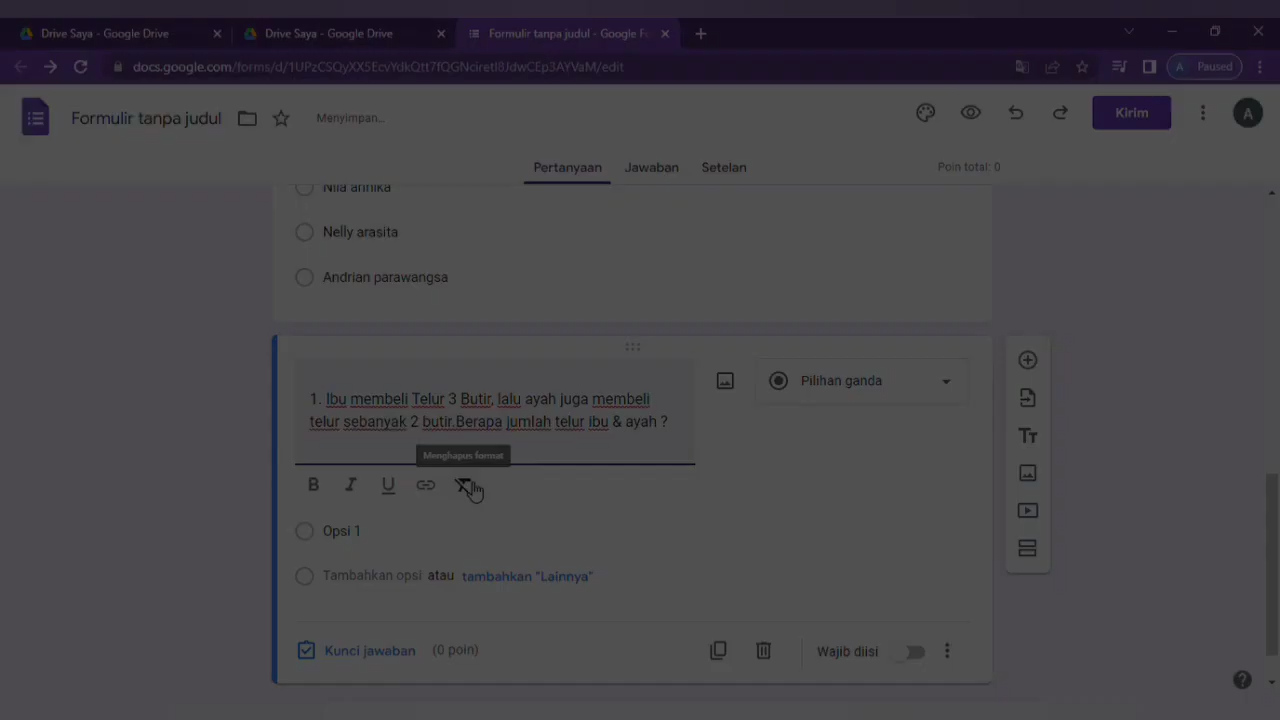 Drive Saya - Google Drive
Drive Saya - Google Drive
Formulir tanpa judul - Google F
docs.google.com/forms/d/1UPzCSQyXX5EcvYdkQtt7fQGNciretl8JdwCEp3AYVaM/edit
A
Paused
Formulir tanpa judul
Menyimpan...
Kirim
A
Pertanyaan
Jawaban
Setelan
Poin total: 0
Nelly arasita
Andrian parawangsa
1. Ibu membeli Telur 3 Butir, lalu ayah juga membeli
telur sebanyak 2 butir.Berapa jumlah telur ibu & ayah ?
Pilihan ganda
Menghapus format
B I U
Tт
Opsi 1
Tambahkan opsi atau tambahkan "Lainnya"
Kunci jawaban (0 poin)
Wajib diisi